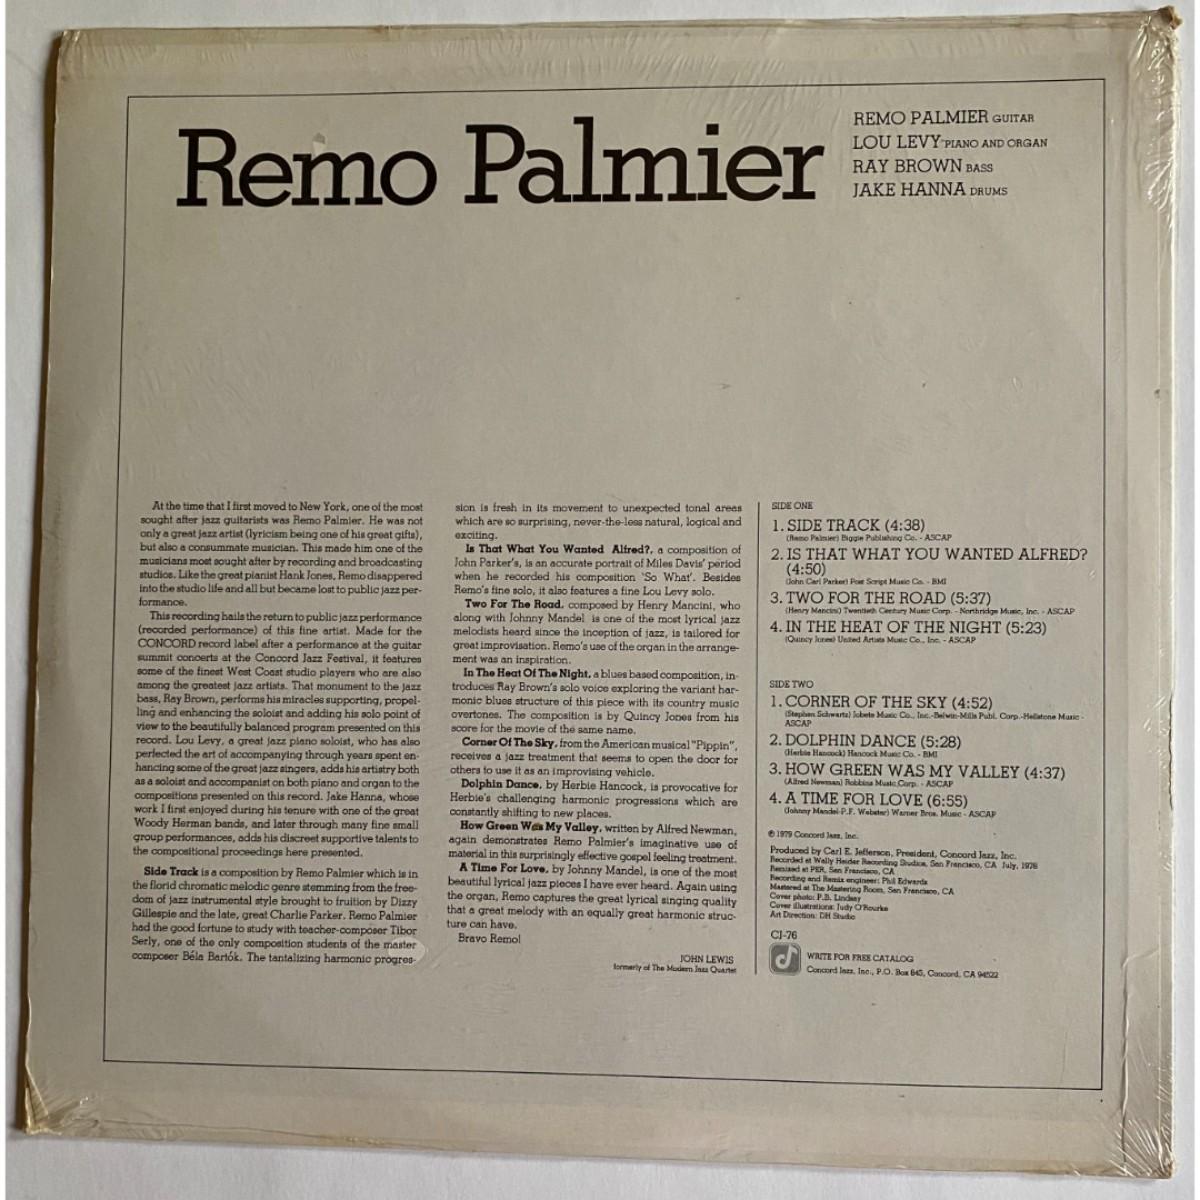 Remo Palmier
REMO PALMIER GUITAR
LOU LEVY PIANO AND ORGAN
RAY BROWN BASS
JAKE HANNA DRUMS
At the time that I first moved to New York, one of the most
sought after jazz guitarists was Remo Palmier. He was not
only a great jazz artist (lyricism being one of his great gifts),
but also a consummate musician. This made him one of the
musicians most sought after by recording and broadcasting
studios. Like the great pianist Hank Jones, Remo disappered
into the studio life and all but became lost to public jazz per-
formance.
This recording hails the return to public jazz performance
(recorded performance) of this fine artist. Made for the
CONCORD record label after a performance at the guitar
summit concerts at the Concord Jazz Festival, it features
some of the finest West Coast studio players who are also
among the greatest jazz artists. That monument to the jazz
bass, Ray Brown, performs his miracles supporting, propel-
ling and enhancing the soloist and adding his solo point of
view to the beautifully balanced program presented on this
record. Lou Levy, a great jazz piano soloist, who has also
perfected the art of accompanying through years spent en-
hancing some of the great jazz singers, adds his artistry both
as a soloist and accompanist on both piano and organ to the
compositions presented on this record. Jake Hanna, whose
work I first enjoyed during his tenure with one of the great
Woody Herman bands, and later through many fine small
group performances, adds his discreet supportive talents to
the compositional proceedings here presented.
Side Track is a composition by Remo Palmier which is in
the florid chromatic melodic genre stemming from the free-
dom of jazz instrumental style brought to fruition by Dizzy
Gillespie and the late, great Charlie Parker. Remo Palmier
had the good fortune to study with teacher-composer Tibor
Serly, one of the only composition students of the master
composer Béla Bartók. The tantalizing harmonic progres-
sion is fresh in its movement to unexpected tonal areas
which are so surprising, never-the-less natural, logical and
exciting.
Is That What You Wanted Alfred?, a composition of
John Parker's, is an accurate portrait of Miles Davis' period
when he recorded his composition 'So What'. Besides
Remo's fine solo, it also features a fine Lou Levy solo.
Two For The Road, composed by Henry Mancini, who
along with Johnny Mandel is one of the most lyrical jazz
melodists heard since the inception of jazz, is tailored for
great improvisation. Remo's use of the organ in the arrange-
ment was an inspiration.
In The Heat Of The Night, a blues based composition, in-
troduces Ray Brown's solo voice exploring the variant har-
monic blues structure of this piece with its country music
overtones. The composition is by Quincy Jones from his
score for the movie of the same name.
Corner Of The Sky, from the American musical "Pippin",
receives a jazz treatment that seems to open the door for
others to use it as an improvising vehicle.
Dolphin Dance, by Herbie Hancock, is provocative for
Herbie's challenging harmonic progressions which are
constantly shifting to new places.
How Green Was My Valley, written by Alfred Newman,
again demonstrates Remo Palmier's imaginative use of
material in this surprisingly effective gospel feeling treatment.
A Time For Love, by Johnny Mandel, is one of the most
beautiful lyrical jazz pieces I have ever heard. Again using
the organ, Remo captures the great lyrical singing quality
that a great melody with an equally great harmonic struc-
ture can have.
Bravo Remo!
JOHN LEWIS
formerly of The Modern Jazz Quartet
SIDE ONE
1. SIDE TRACK (4:38)
(Remo Palmier) Biggie Publishing Co. - ASCAP
2. IS THAT WHAT YOU WANTED ALFRED?
(4:50)
(John Carl Parker) Post Script Music Co. - BMI
3. TWO FOR THE ROAD (5:37)
(Henry Mancini) Twentieth Century Music Corp. - Northridge Music, Inc. - ASCAP
4. IN THE HEAT OF THE NIGHT (5:23)
(Quincy Jones) United Artists Music Co., Inc. - ASCAP
SIDE TWO
1. CORNER OF THE SKY (4:52)
(Stephen Schwartz) Jobete Music Co., Inc.-Belwin-Mills Publ. Corp.-Hellstone Music -
ASCAP
2. DOLPHIN DANCE (5:28)
(Herbie Hancock) Hancock Music Co. - BMI
3. HOW GREEN WAS MY VALLEY (4:37)
(Alfred Newman) Robbins Music Corp. - ASCAP
4. A TIME FOR LOVE (6:55)
(Johnny Mandel-P.F. Webster) Warner Bros. Music - ASCAP
℗ 1979 Concord Jazz, Inc.
Produced by Carl E. Jefferson, President, Concord Jazz, Inc.
Recorded at Wally Heider Recording Studios, San Francisco, CA July, 1978
Remixed at PER, San Francisco, CA
Recording and Remix engineer: Phil Edwards
Mastered at The Mastering Room, San Francisco, CA
Cover photo: P.B. Lindsay
Cover illustrations: Judy O'Rourke
Art Direction: DH Studio
CJ-76
WRITE FOR FREE CATALOG
Concord Jazz, Inc., P.O. Box 845, Concord, CA 94522